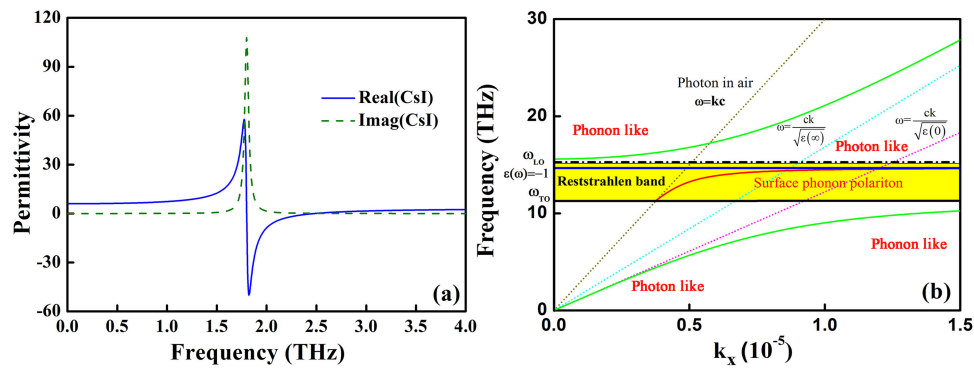 120
90
60
30
0
-30
-60
Permittivity
Real(CsI)
Imag(CsI)
(a)
0.0 0.5 1.0 1.5 2.0 2.5 3.0 3.5 4.0
Frequency (THz)
30
20
10
0
Frequency (THz)
ω_LO
ε(ω)=-1
ω_TO
Photon in air
ω=kc
ω=ck/√ε(∞)
ω=ck/√ε(0)
Phonon like
Photon like
Reststrahlen band
Surface phonon polariton
Phonon like
Photon like
(b)
0.0 0.5 1.0 1.5
k_x (10^-5)